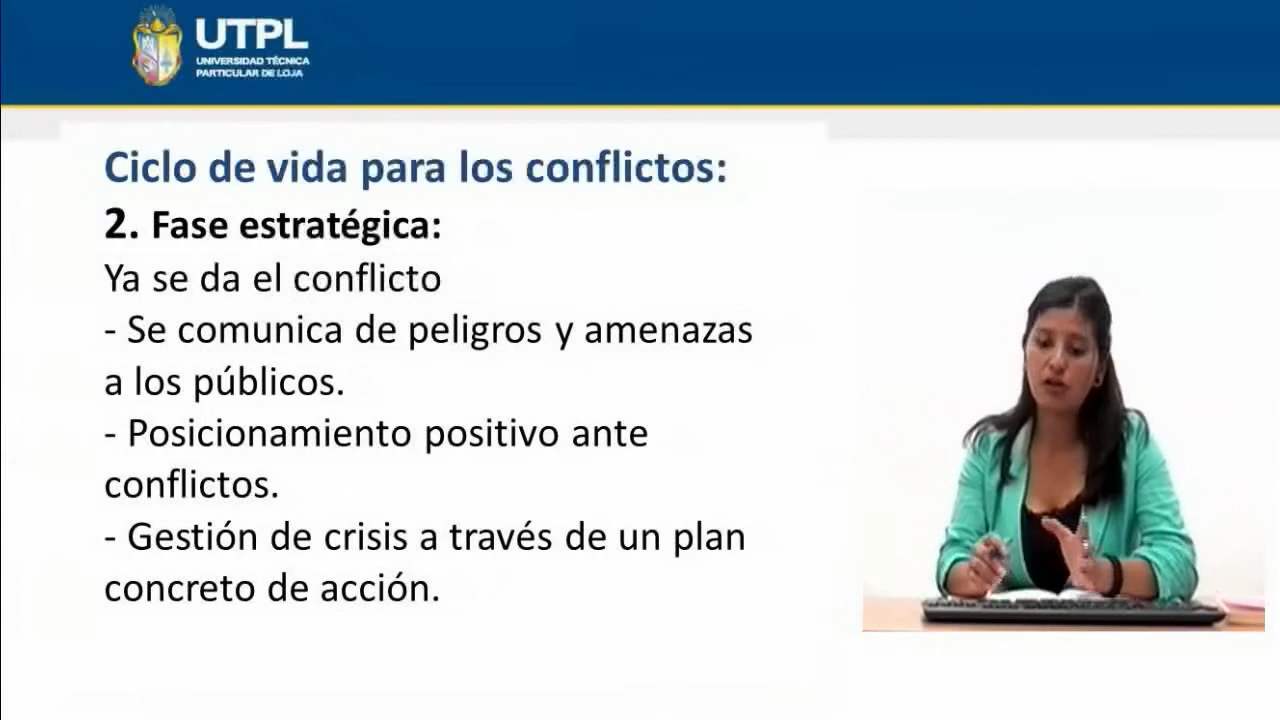 UTPL
UNIVERSIDAD TÉCNICA
PARTICULAR DE LOJA
Ciclo de vida para los conflictos:
2. Fase estratégica:
Ya se da el conflicto
- Se comunica de peligros y amenazas
a los públicos.
- Posicionamiento positivo ante
conflictos.
- Gestión de crisis a través de un plan
concreto de acción.